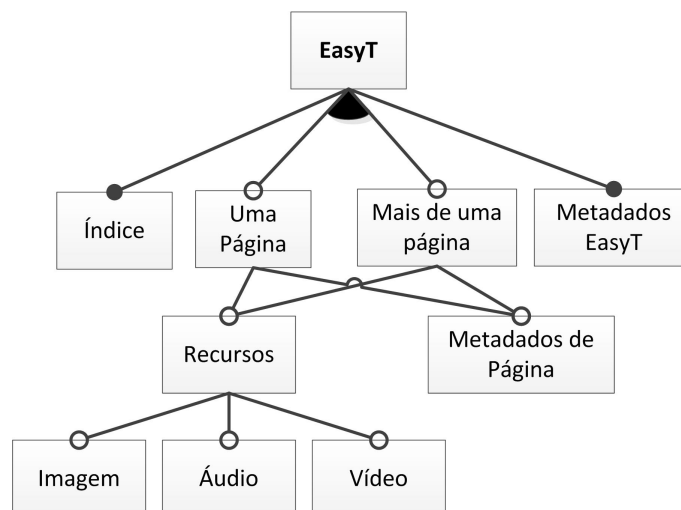 EasyT
Índice
Uma
Página
Mais de uma
página
Metadados
EasyT
Recursos
Metadados de
Página
Imagem
Áudio
Vídeo